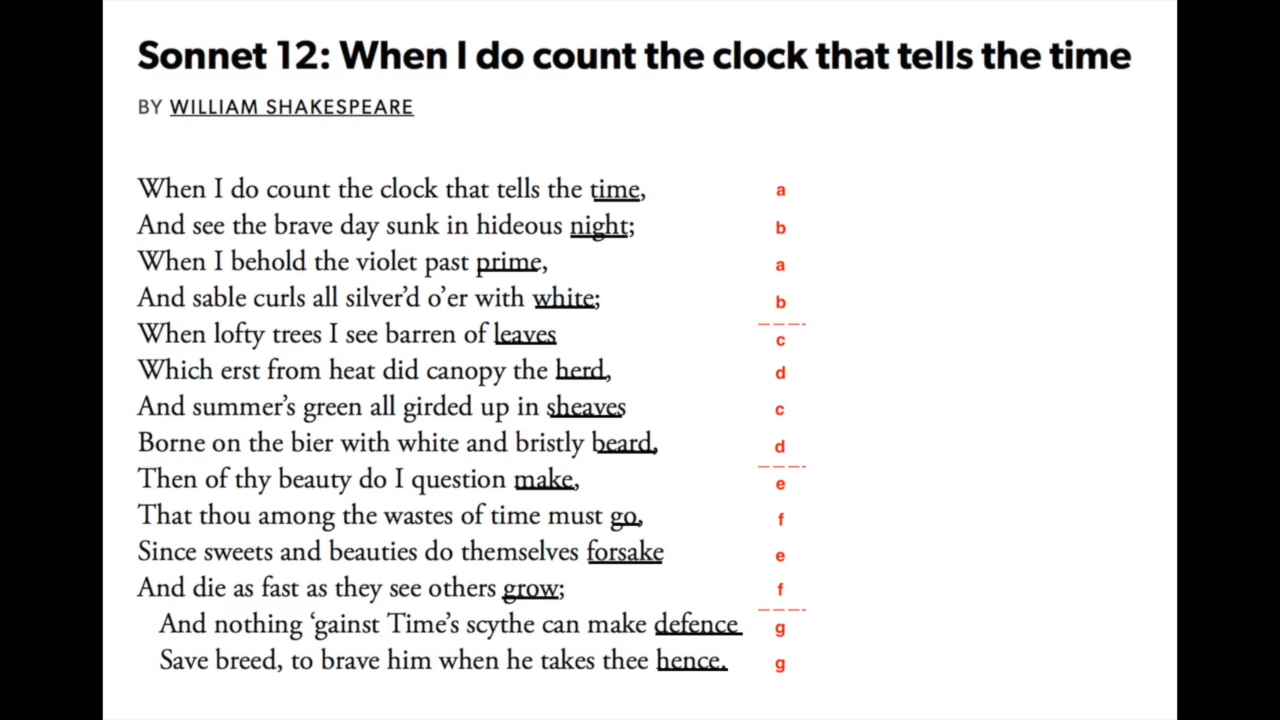 Sonnet 12: When I do count the clock that tells the time
BY WILLIAM SHAKESPEARE
When I do count the clock that tells the time, a
And see the brave day sunk in hideous night; b
When I behold the violet past prime, a
And sable curls all silver’d o’er with white; b
When lofty trees I see barren of leaves c
Which erst from heat did canopy the herd, d
And summer’s green all girded up in sheaves c
Borne on the bier with white and bristly beard, d
Then of thy beauty do I question make, e
That thou among the wastes of time must go, f
Since sweets and beauties do themselves forsake e
And die as fast as they see others grow; f
And nothing ‘gainst Time’s scythe can make defence g
Save breed, to brave him when he takes thee hence. g